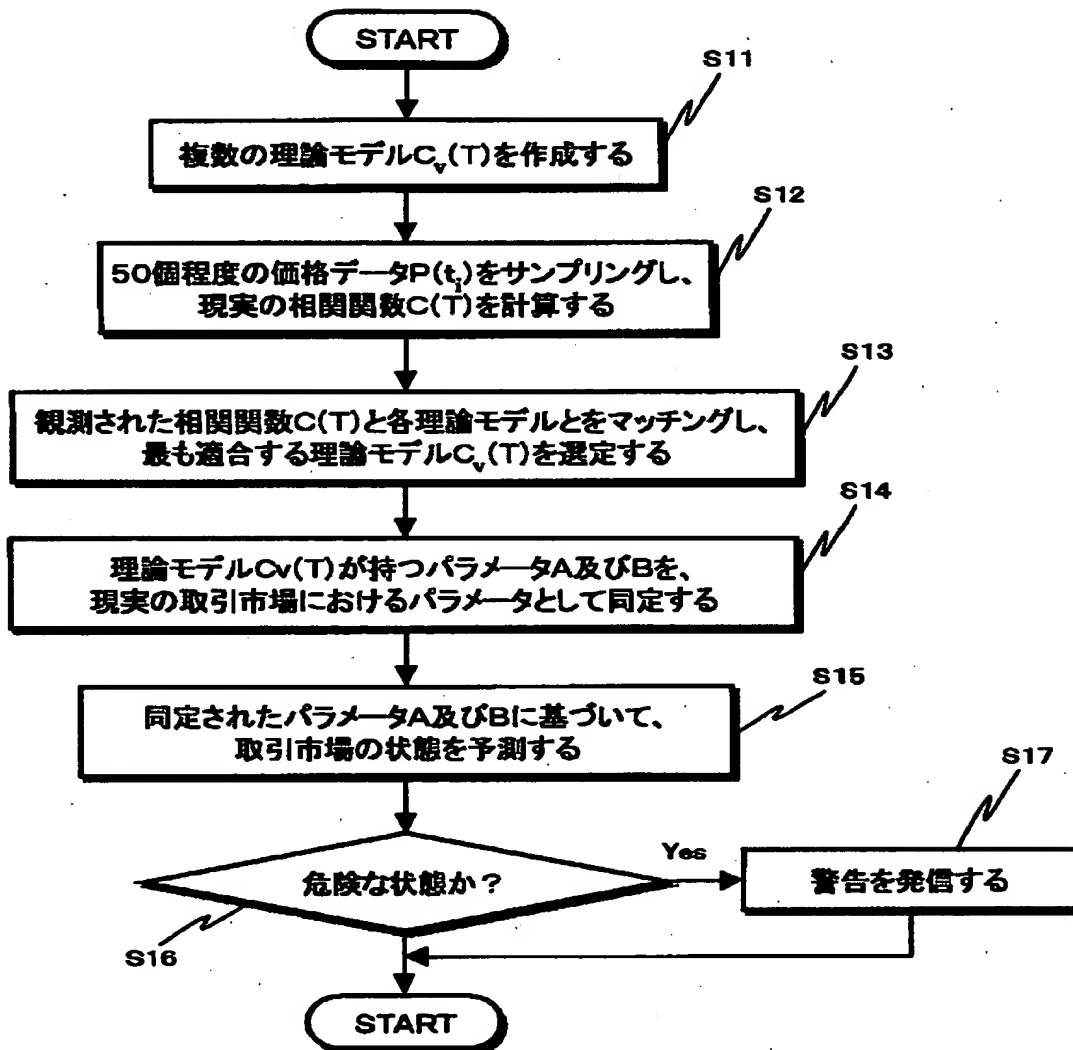 START
S11
複数の理論モデルCv(T)を作成する
S12
50個程度の価格データP(ti)をサンプリングし、
現実の相関関数C(T)を計算する
S13
観測された相関関数C(T)と各理論モデルとをマッチングし、
最も適合する理論モデルCv(T)を選定する
S14
理論モデルCv(T)が持つパラメータA及びBを、
現実の取引市場におけるパラメータとして同定する
S15
同定されたパラメータA及びBに基づいて、
取引市場の状態を予測する
S17
危険な状態か?
Yes
警告を発信する
S16
START